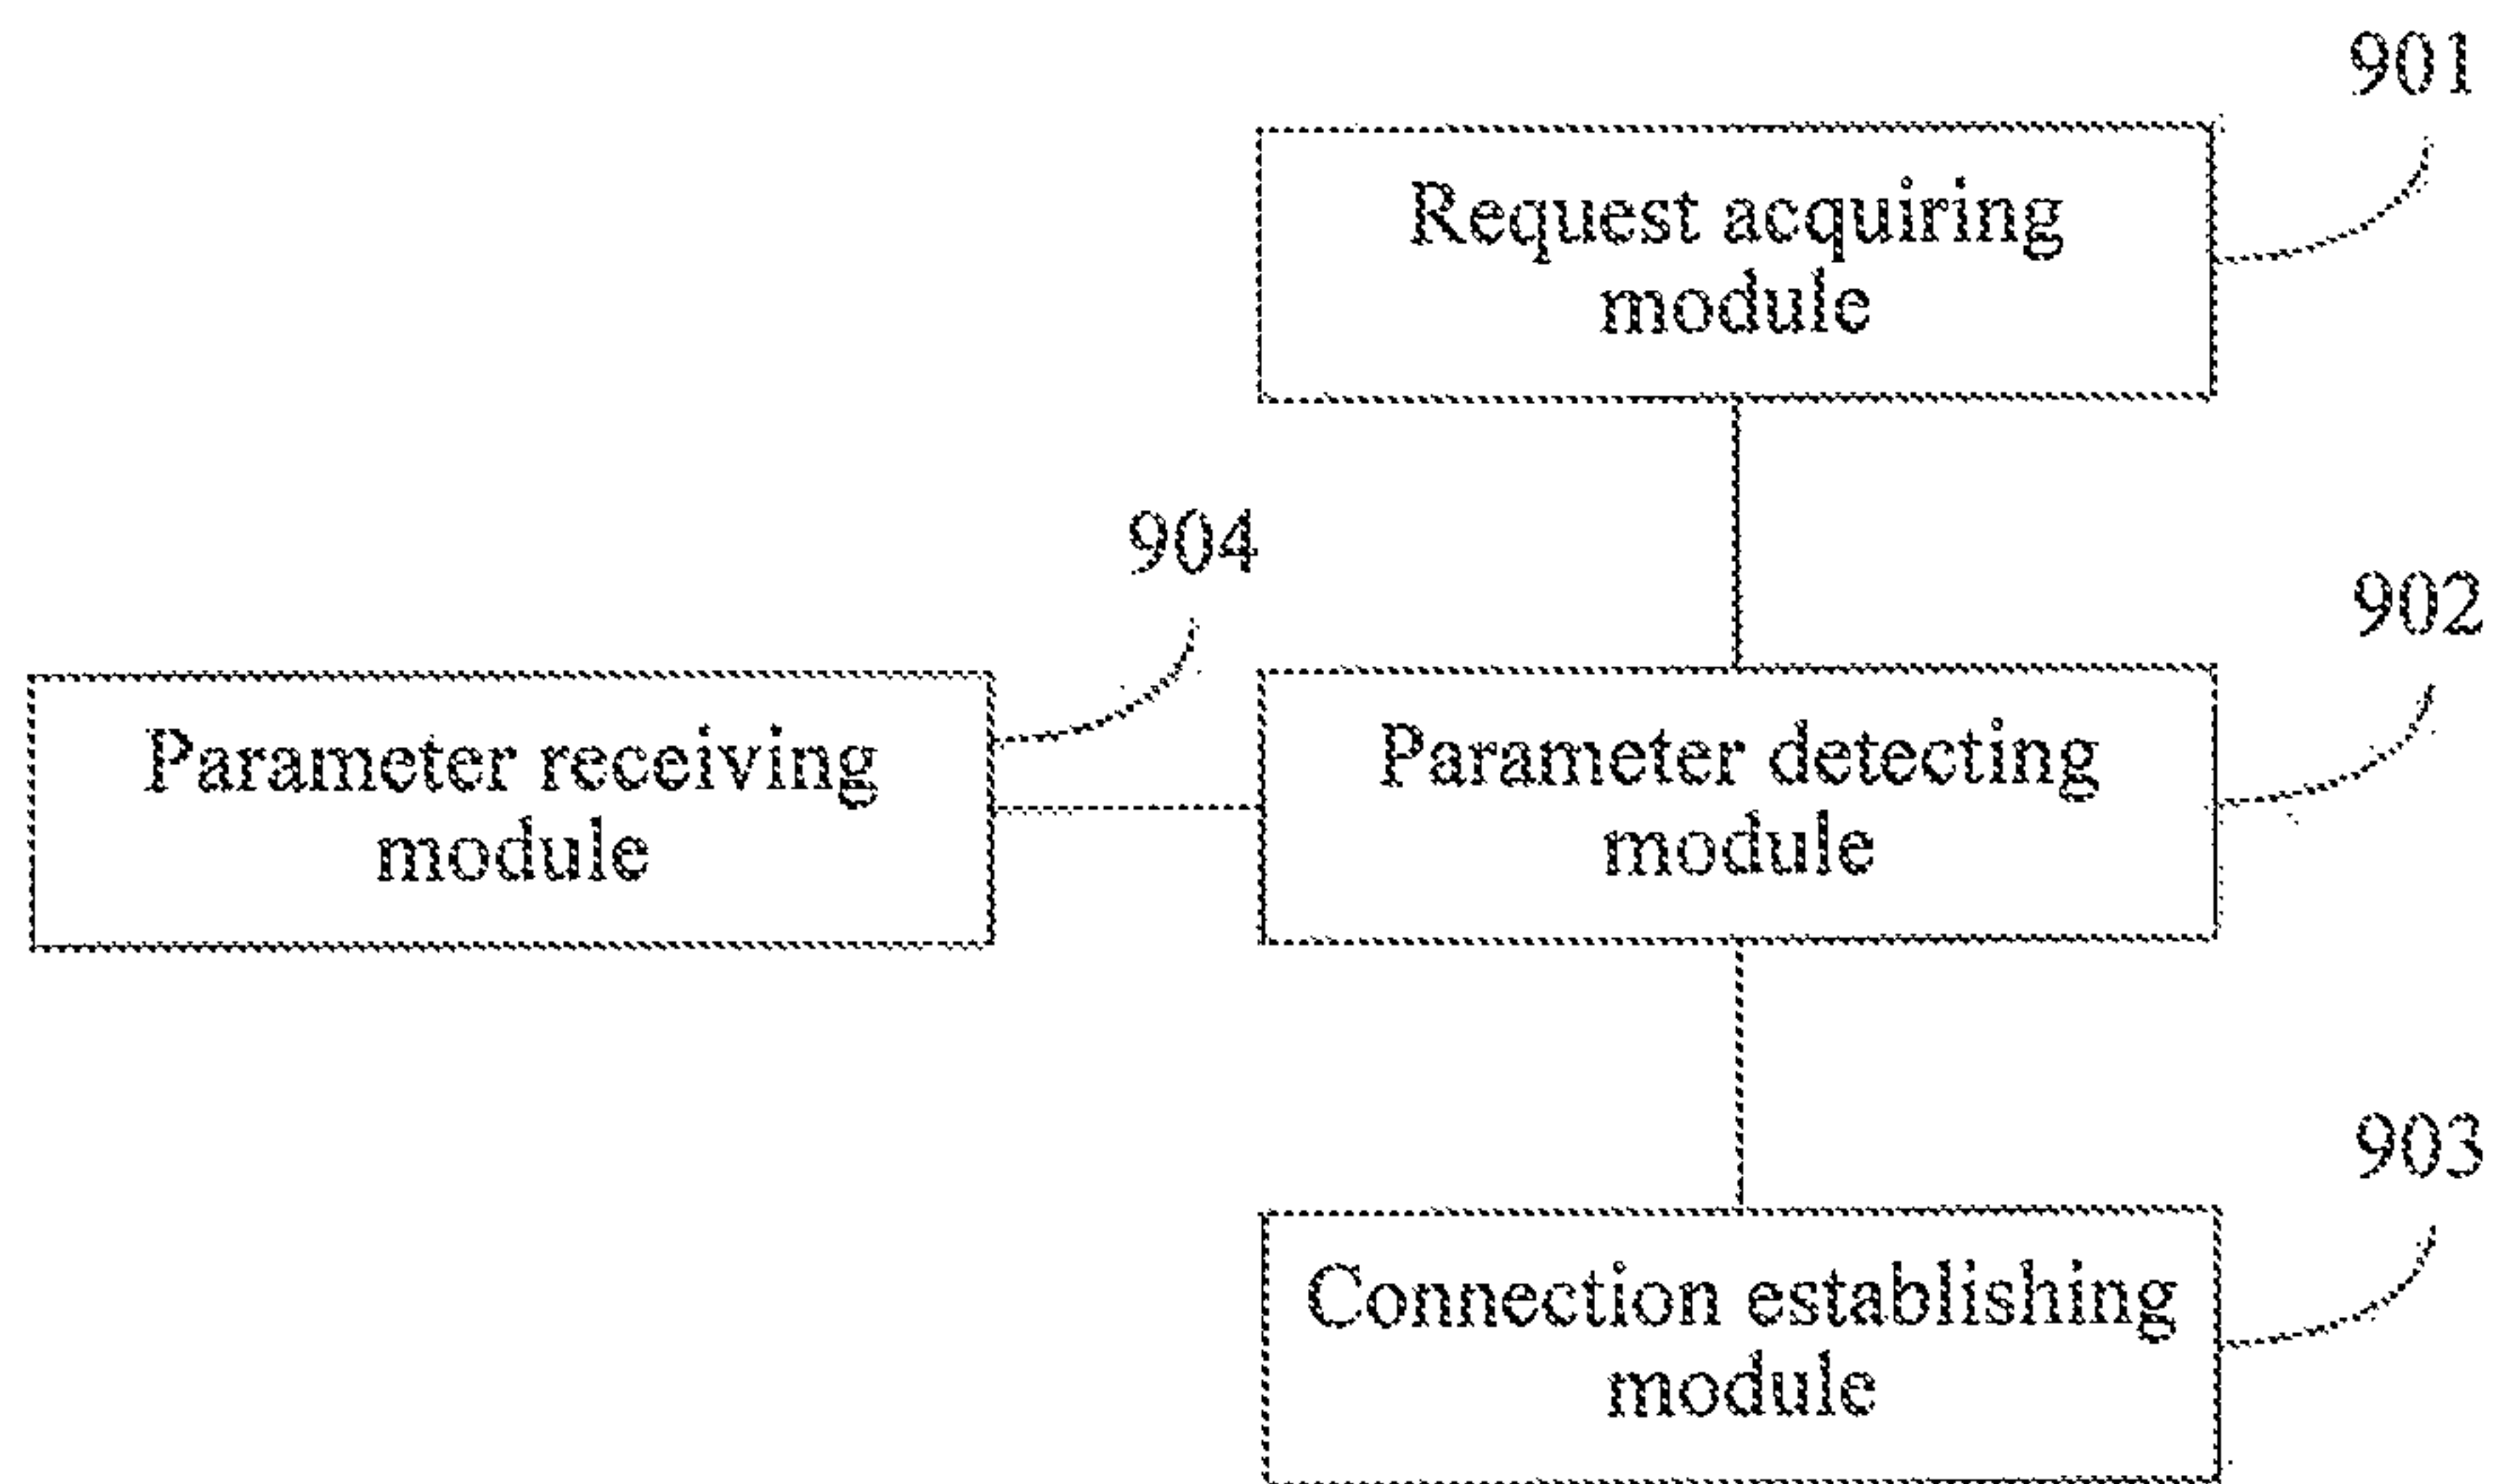 901
Request acquiring
module
904
902
Parameter receiving
module
Parameter detecting
module
903
Connection establishing
module